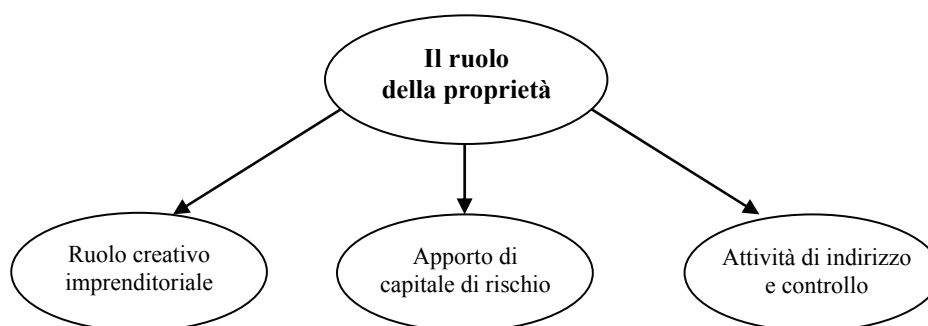 Il ruolo
della proprietà
Ruolo creativo
imprenditoriale
Apporto di
capitale di rischio
Attività di indirizzo
e controllo